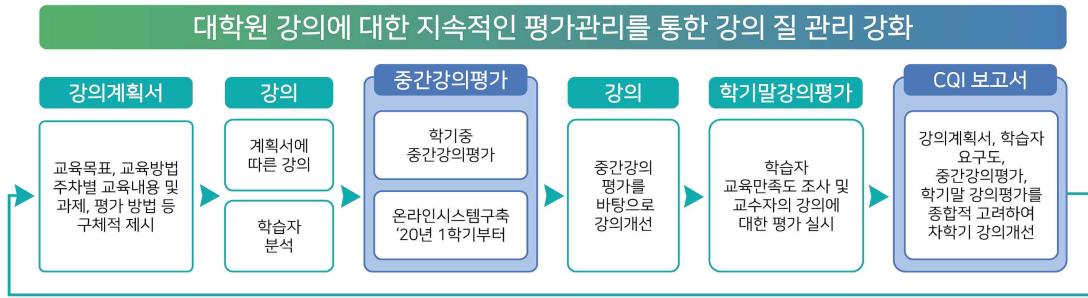 대학원 강의에 대한 지속적인 평가관리를 통한 강의 질 관리 강화
강의계획서
교육목표, 교육방법
주차별 교육내용 및
과제, 평가 방법 등
구체적 제시
강의
계획서에
따른 강의
학습자
분석
중간강의평가
학기중
중간강의평가
온라인시스템구축
‘20년 1학기부터
강의
중간강의
평가를
바탕으로
강의개선
학기말강의평가
학습자
교육만족도 조사 및
교수자의 강의에
대한 평가 실시
CQI 보고서
강의계획서, 학습자
요구도,
중간강의평가,
학기말 강의평가를
종합적 고려하여
차학기 강의개선